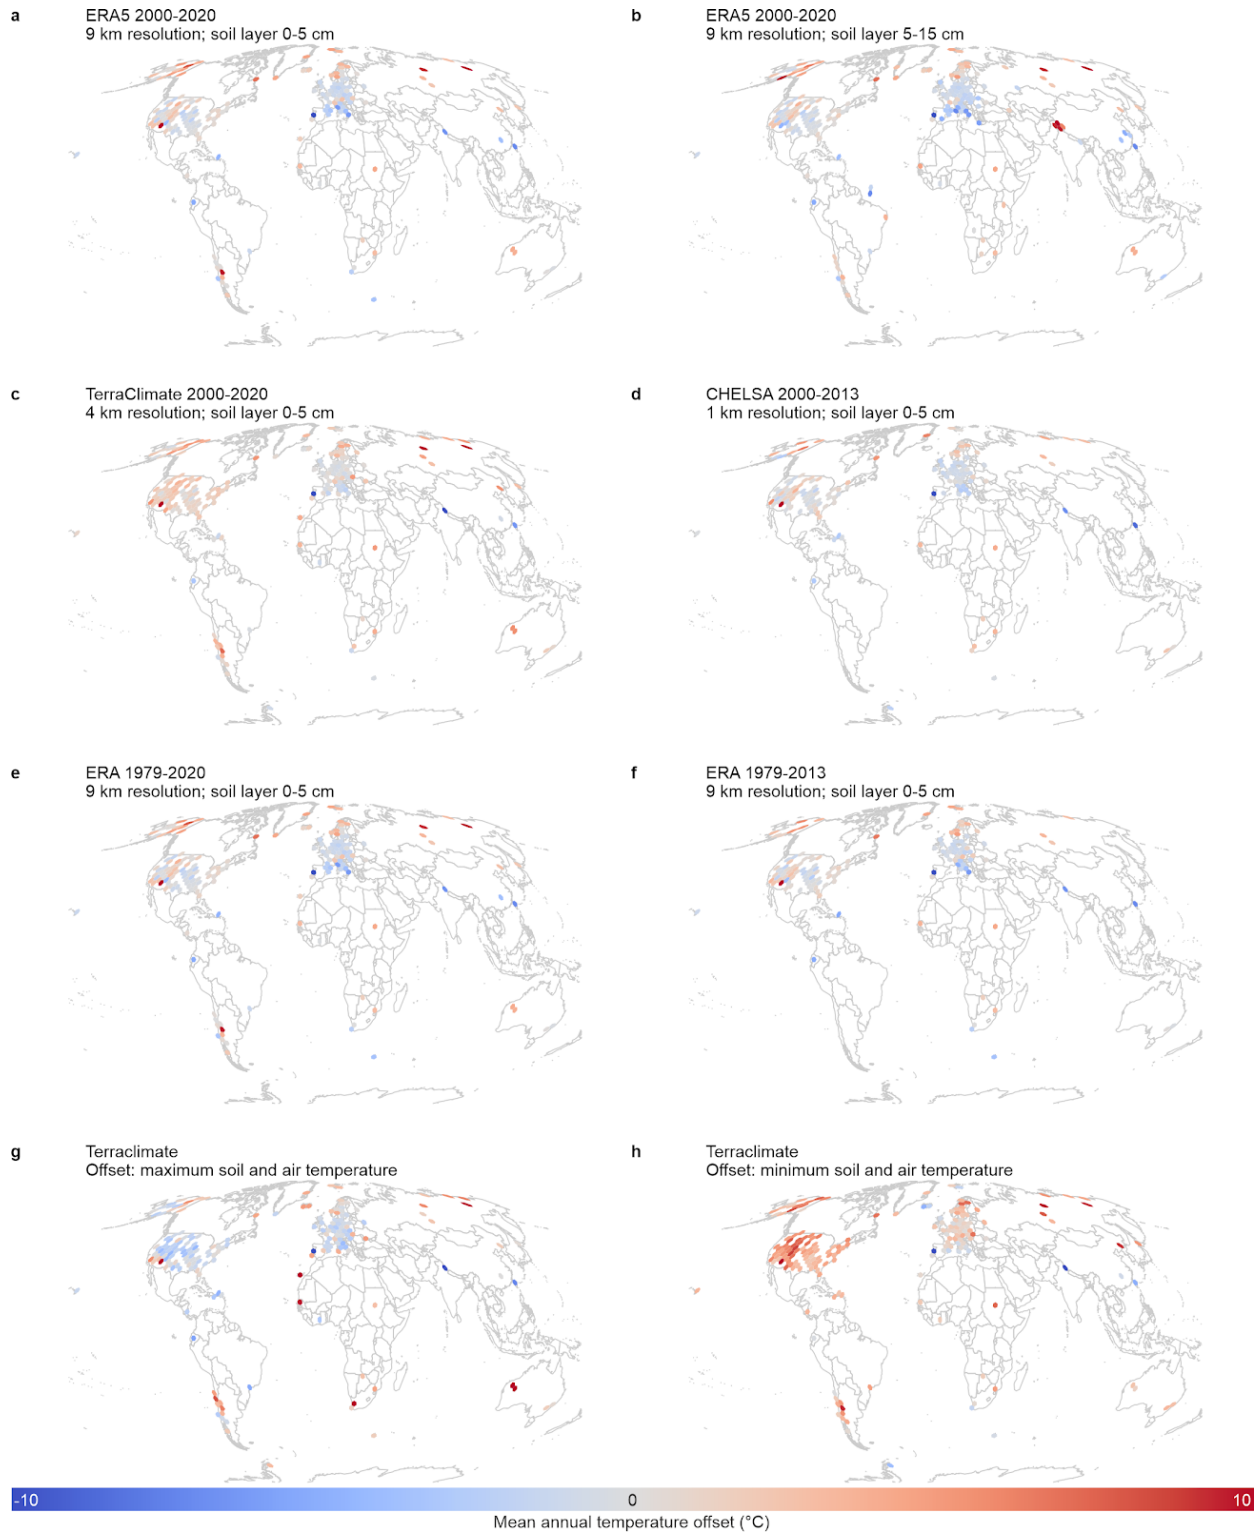 a
ERA5 2000-2020
9 km resolution; soil layer 0-5 cm
b
ERA5 2000-2020
9 km resolution; soil layer 5-15 cm
c
TerraClimate 2000-2020
4 km resolution; soil layer 0-5 cm
d
CHELSA 2000-2013
1 km resolution; soil layer 0-5 cm
e
ERA 1979-2020
9 km resolution; soil layer 0-5 cm
f
ERA 1979-2013
9 km resolution; soil layer 0-5 cm
g
Terraclimate
Offset: maximum soil and air temperature
h
Terraclimate
Offset: minimum soil and air temperature
-10 0 10
Mean annual temperature offset (°C)